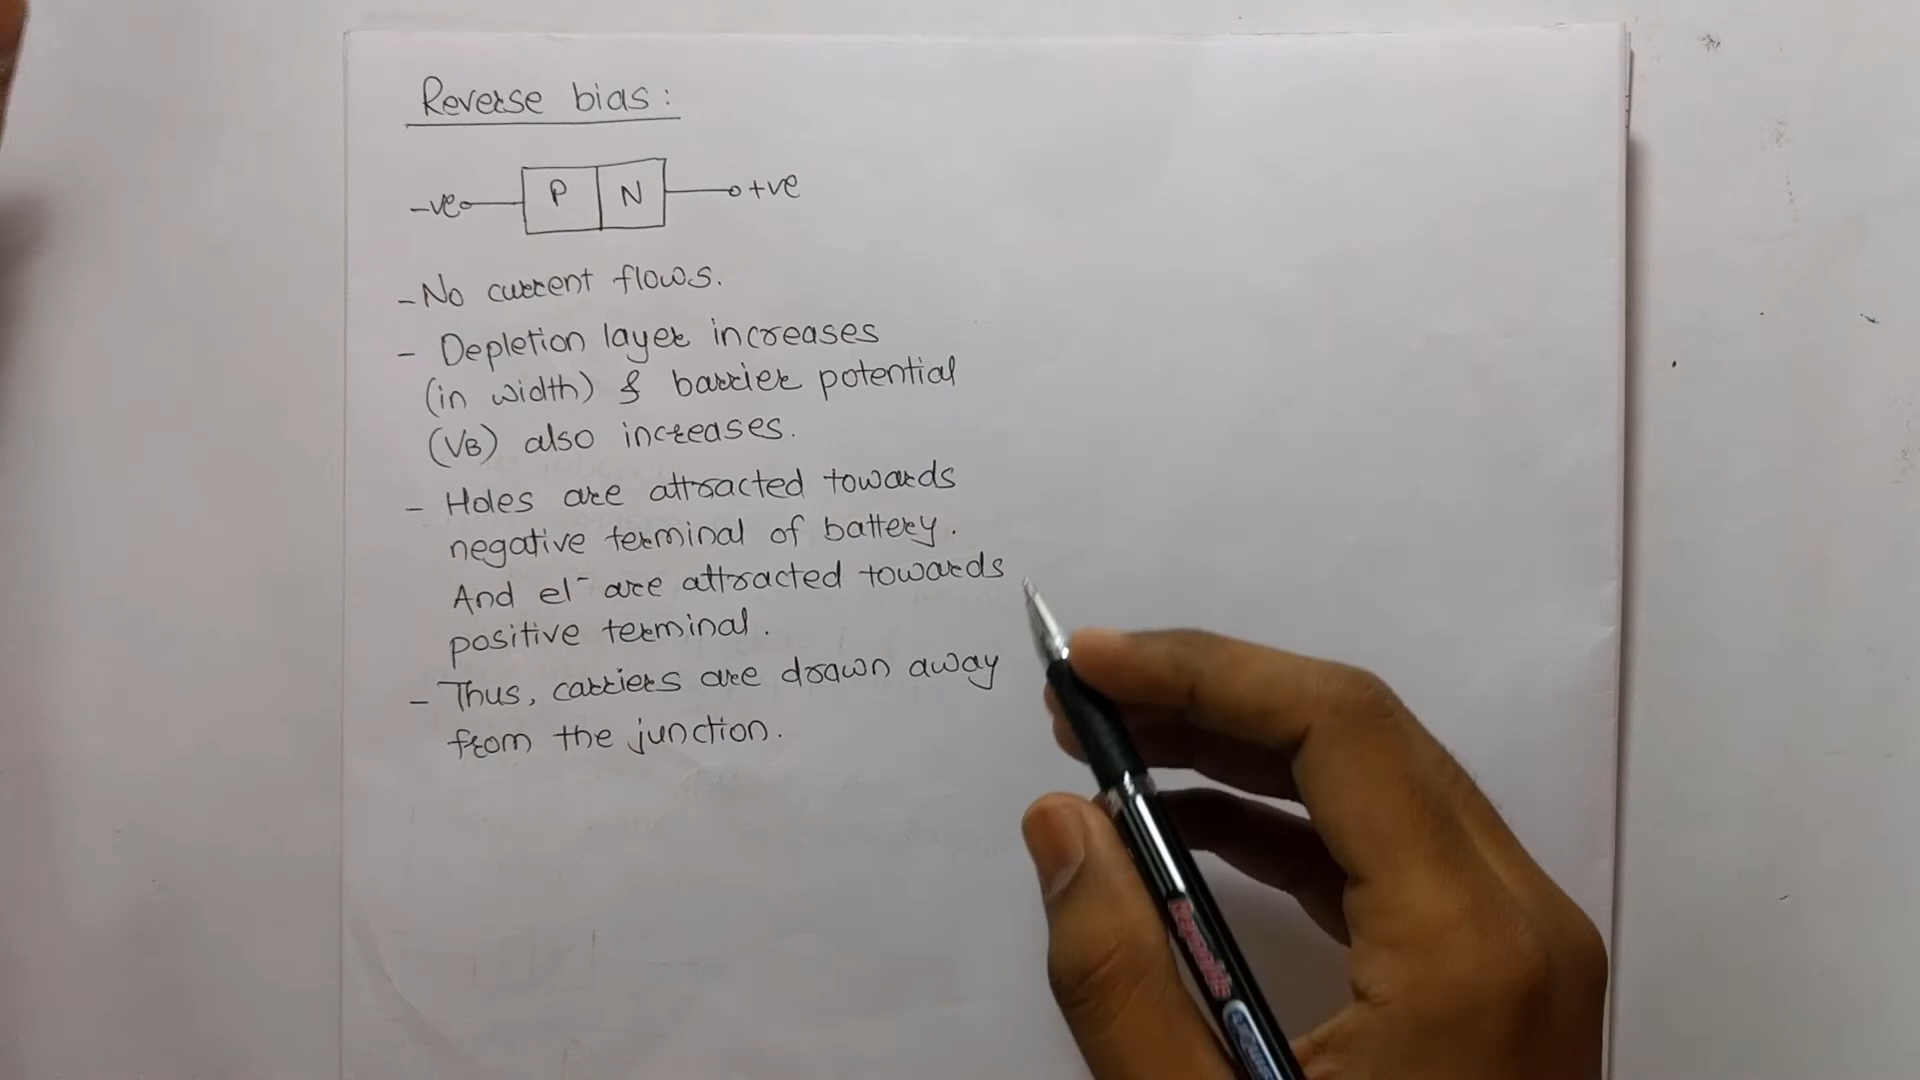 Reverse bias :
-ve P N +ve
- No current flows.
- Depletion layer increases
(in width) & barrier potential
(VB) also increases.
- Holes are attracted towards
negative terminal of battery.
And el⁻ are attracted towards
positive terminal.
- Thus, carriers are drawn away
from the junction.